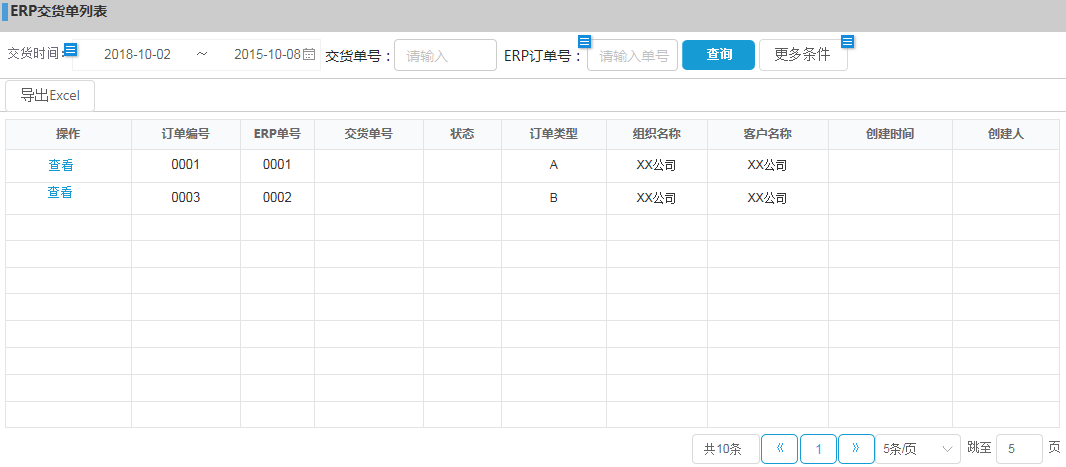 ERP交货单列表
交货时间： 2018-10-02 ~ 2015-10-08 交货单号： 请输入 ERP订单号： 请输入单号 查询 更多条件
导出Excel
操作 订单编号 ERP单号 交货单号 状态 订单类型 组织名称 客户名称 创建时间 创建人
查看 0001 0001 A XX公司 XX公司
查看 0003 0002 B XX公司 XX公司
共10条 《 1 》 5条/页 跳至 5 页